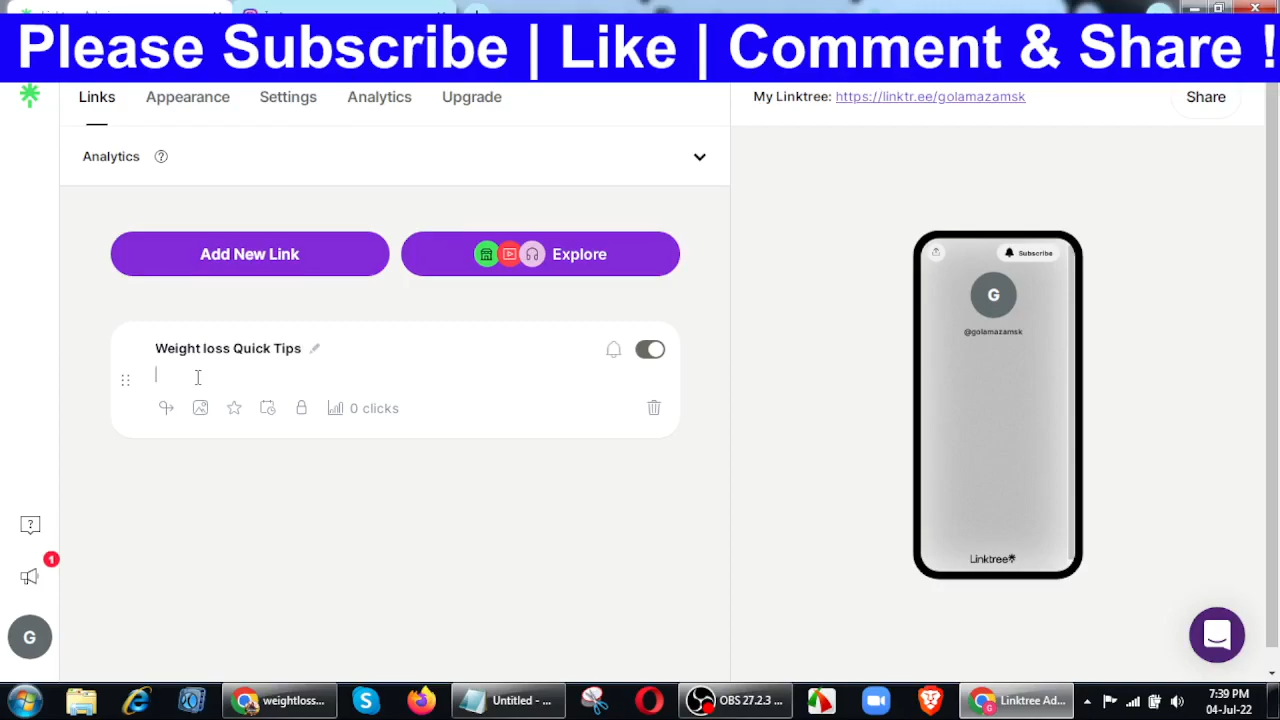 Please Subscribe | Like | Comment & Share !
Links
Appearance
Settings
Analytics
Upgrade
My Linktree: https://linktr.ee/golamazamsk
Share
Analytics
?
Add New Link
Explore
Subscribe
G
@golamazamsk
Weight loss Quick Tips
0 clicks
Linktree
?
1
G
weightloss...
Untitled - ...
OBS 27.2.3 ...
Linktree Ad...
7:39 PM
04-Jul-22